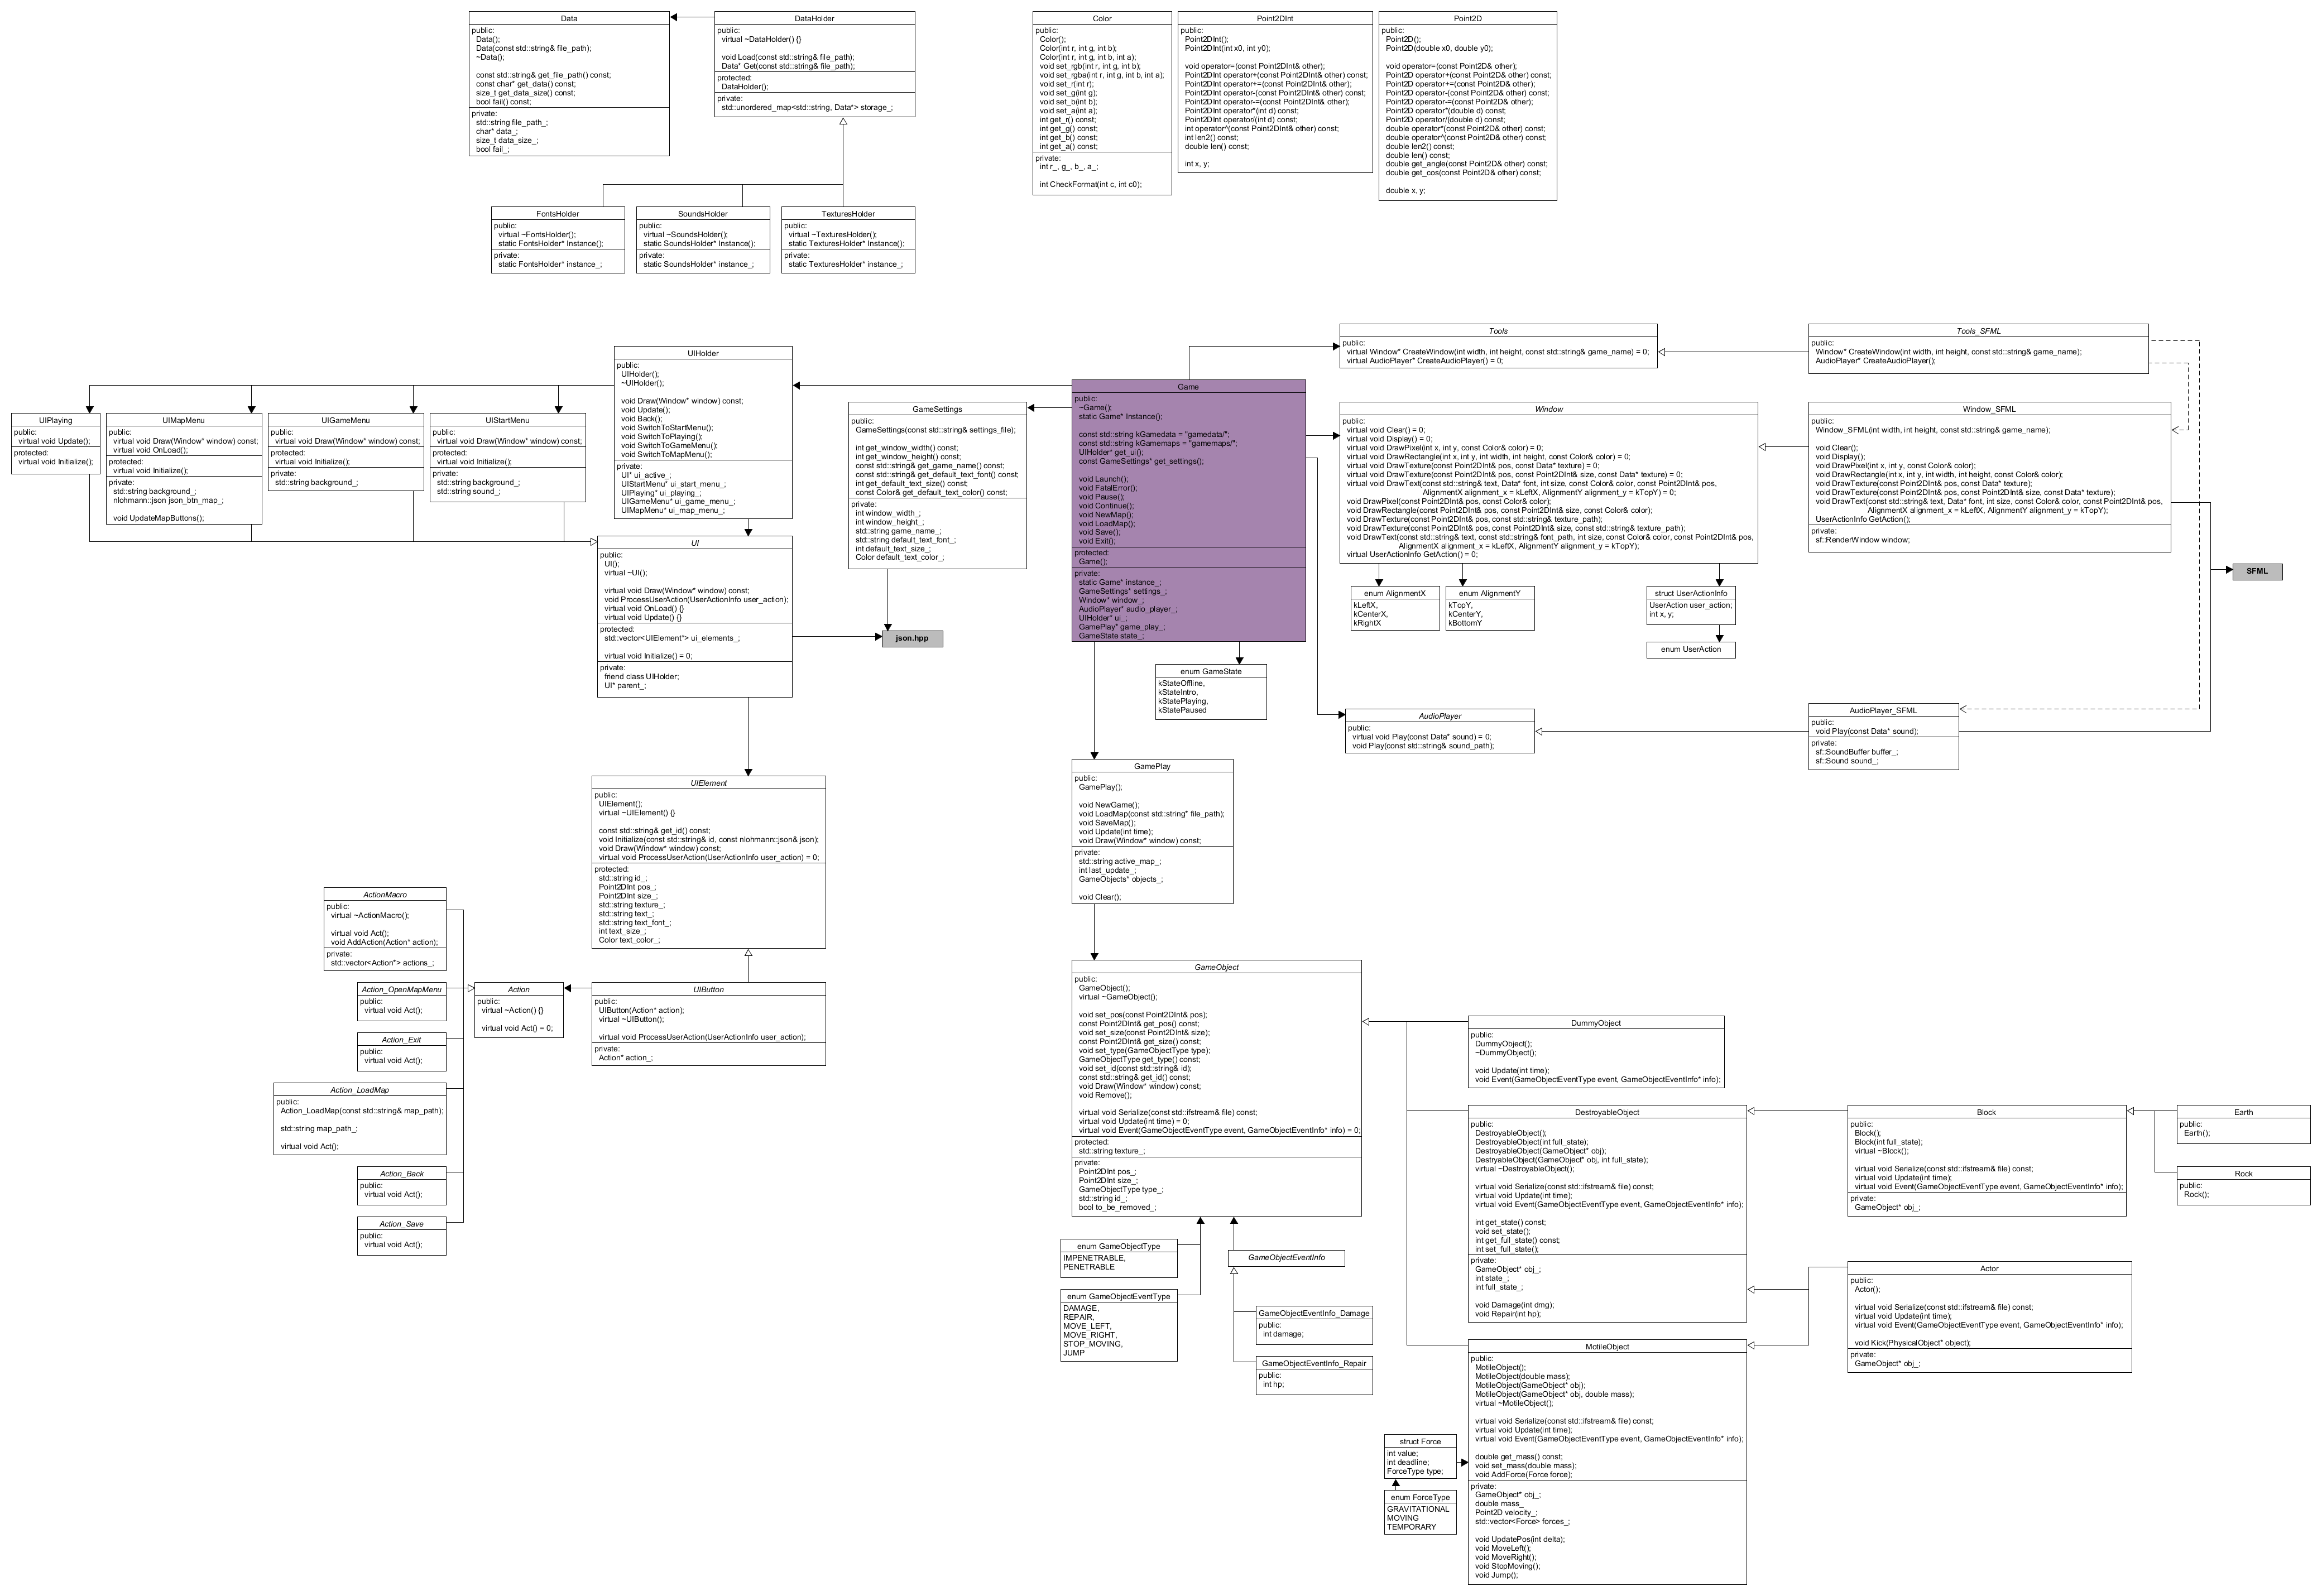 Data
public:
Data();
Data(const std::string& file_path);
~Data();
const std::string& get_file_path() const;
const char* get_data() const;
size_t get_data_size() const;
bool fail() const;
private:
std::string file_path_;
char* data_;
size_t data_size_;
bool fail_;
DataHolder
public:
virtual ~DataHolder() {}
void Load(const std::string& file_path);
Data* Get(const std::string& file_path);
protected:
DataHolder();
private:
std::unordered_map<std::string, Data*> storage_;
Color
public:
Color();
Color(int r, int g, int b);
Color(int r, int g, int b, int a);
void set_rgb(int r, int g, int b);
void set_rgba(int r, int g, int b, int a);
void set_r(int r);
void set_g(int g);
void set_b(int b);
void set_a(int a);
int get_r() const;
int get_g() const;
int get_b() const;
int get_a() const;
private:
int r_, g_, b_, a_;
int CheckFormat(int c, int c0);
Point2DInt
public:
Point2DInt();
Point2DInt(int x0, int y0);
void operator=(const Point2DInt& other);
Point2DInt operator+(const Point2DInt& other) const;
Point2DInt operator+=(const Point2DInt& other);
Point2DInt operator-(const Point2DInt& other) const;
Point2DInt operator-=(const Point2DInt& other);
Point2DInt operator*(int d) const;
Point2DInt operator/(int d) const;
int operator^(const Point2DInt& other) const;
int len2() const;
double len() const;
int x, y;
Point2D
public:
Point2D();
Point2D(double x0, double y0);
void operator=(const Point2D& other);
Point2D operator+(const Point2D& other) const;
Point2D operator+=(const Point2D& other);
Point2D operator-(const Point2D& other) const;
Point2D operator-=(const Point2D& other);
Point2D operator*(double d) const;
Point2D operator/(double d) const;
double operator*(const Point2D& other) const;
double operator^(const Point2D& other) const;
double len2() const;
double len() const;
double get_angle(const Point2D& other) const;
double get_cos(const Point2D& other) const;
double x, y;
FontsHolder
public:
virtual ~FontsHolder();
static FontsHolder* Instance();
private:
static FontsHolder* instance_;
SoundsHolder
public:
virtual ~SoundsHolder();
static SoundsHolder* Instance();
private:
static SoundsHolder* instance_;
TexturesHolder
public:
virtual ~TexturesHolder();
static TexturesHolder* Instance();
private:
static TexturesHolder* instance_;
UIHolder
public:
UIHolder();
~UIHolder();
void Draw(Window* window) const;
void Update();
void Back();
void SwitchToStartMenu();
void SwitchToPlaying();
void SwitchToGameMenu();
void SwitchToMapMenu();
private:
UI* ui_active_;
UIStartMenu* ui_start_menu_;
UIPlaying* ui_playing_;
UIGameMenu* ui_game_menu_;
UIMapMenu* ui_map_menu_;
UIPlaying
public:
virtual void Update();
protected:
virtual void Initialize();
UIMapMenu
public:
virtual void Draw(Window* window) const;
virtual void OnLoad();
protected:
virtual void Initialize();
private:
std::string background_;
nlohmann::json json_btn_map_;
void UpdateMapButtons();
UIGameMenu
public:
virtual void Draw(Window* window) const;
protected:
virtual void Initialize();
private:
std::string background_;
UIStartMenu
public:
virtual void Draw(Window* window) const;
protected:
virtual void Initialize();
private:
std::string background_;
std::string sound_;
GameSettings
public:
GameSettings(const std::string& settings_file);
int get_window_width() const;
int get_window_height() const;
const std::string& get_game_name() const;
const std::string& get_default_text_font() const;
int get_default_text_size() const;
const Color& get_default_text_color() const;
private:
int window_width_;
int window_height_;
std::string game_name_;
std::string default_text_font_;
int default_text_size_;
Color default_text_color_;
Game
public:
~Game();
static Game* Instance();
const std::string kGamedata = "gamedata/";
const std::string kGamemaps = "gamemaps/";
UIHolder* get_ui();
const GameSettings* get_settings();
void Launch();
void FatalError();
void Pause();
void Continue();
void NewMap();
void LoadMap();
void Save();
void Exit();
protected:
Game();
private:
static Game* instance_;
GameSettings* settings_;
Window* window_;
AudioPlayer* audio_player_;
UIHolder* ui_;
GamePlay* game_play_;
GameState state_;
Tools
public:
virtual Window* CreateWindow(int width, int height, const std::string& game_name) = 0;
virtual AudioPlayer* CreateAudioPlayer() = 0;
Tools_SFML
public:
Window* CreateWindow(int width, int height, const std::string& game_name);
AudioPlayer* CreateAudioPlayer();
Window
public:
virtual void Clear() = 0;
virtual void Display() = 0;
virtual void DrawPixel(int x, int y, const Color& color) = 0;
virtual void DrawRectangle(int x, int y, int width, int height, const Color& color) = 0;
virtual void DrawTexture(const Point2DInt& pos, const Data* texture) = 0;
virtual void DrawTexture(const Point2DInt& pos, const Point2DInt& size, const Data* texture) = 0;
virtual void DrawText(const std::string& text, Data* font, int size, const Color& color, const Point2DInt& pos,
AlignmentX alignment_x = kLeftX, AlignmentY alignment_y = kTopY) = 0;
void DrawPixel(const Point2DInt& pos, const Color& color);
void DrawRectangle(const Point2DInt& pos, const Point2DInt& size, const Color& color);
void DrawTexture(const Point2DInt& pos, const std::string& texture_path);
void DrawTexture(const Point2DInt& pos, const Point2DInt& size, const std::string& texture_path);
void DrawText(const std::string& text, const std::string& font_path, int size, const Color& color, const Point2DInt& pos,
AlignmentX alignment_x = kLeftX, AlignmentY alignment_y = kTopY);
virtual UserActionInfo GetAction() = 0;
Window_SFML
public:
Window_SFML(int width, int height, const std::string& game_name);
void Clear();
void Display();
void DrawPixel(int x, int y, const Color& color);
void DrawRectangle(int x, int y, int width, int height, const Color& color);
void DrawTexture(const Point2DInt& pos, const Data* texture);
void DrawTexture(const Point2DInt& pos, const Point2DInt& size, const Data* texture);
void DrawText(const std::string& text, Data* font, int size, const Color& color, const Point2DInt& pos,
AlignmentX alignment_x = kLeftX, AlignmentY alignment_y = kTopY);
UserActionInfo GetAction();
private:
sf::RenderWindow window;
SFML
enum AlignmentX
kLeftX,
kCenterX,
kRightX
enum AlignmentY
kTopY,
kCenterY,
kBottomY
struct UserActionInfo
UserAction user_action;
int x, y;
enum UserAction
UI
public:
UI();
virtual ~UI();
virtual void Draw(Window* window) const;
void ProcessUserAction(UserActionInfo user_action);
virtual void OnLoad() {}
virtual void Update() {}
protected:
std::vector<UIElement*> ui_elements_;
virtual void Initialize() = 0;
private:
friend class UIHolder;
UI* parent_;
json.hpp
enum GameState
kStateOffline,
kStateIntro,
kStatePlaying,
kStatePaused
AudioPlayer
public:
virtual void Play(const Data* sound) = 0;
void Play(const std::string& sound_path);
AudioPlayer_SFML
public:
void Play(const Data* sound);
private:
sf::SoundBuffer buffer_;
sf::Sound sound_;
GamePlay
public:
GamePlay();
void NewGame();
void LoadMap(const std::string* file_path);
void SaveMap();
void Update(int time);
void Draw(Window* window) const;
private:
std::string active_map_;
int last_update_;
GameObjects* objects_;
void Clear();
UIElement
public:
UIElement();
virtual ~UIElement() {}
const std::string& get_id() const;
void Initialize(const std::string& id, const nlohmann::json& json);
void Draw(Window* window) const;
virtual void ProcessUserAction(UserActionInfo user_action) = 0;
protected:
std::string id_;
Point2DInt pos_;
Point2DInt size_;
std::string texture_;
std::string text_;
std::string text_font_;
int text_size_;
Color text_color_;
ActionMacro
public:
virtual ~ActionMacro();
virtual void Act();
void AddAction(Action* action);
private:
std::vector<Action*> actions_;
Action_OpenMapMenu
public:
virtual void Act();
Action
public:
virtual ~Action() {}
virtual void Act() = 0;
UIButton
public:
UIButton(Action* action);
virtual ~UIButton();
virtual void ProcessUserAction(UserActionInfo user_action);
private:
Action* action_;
Action_Exit
public:
virtual void Act();
Action_LoadMap
public:
Action_LoadMap(const std::string& map_path);
std::string map_path_;
virtual void Act();
Action_Back
public:
virtual void Act();
Action_Save
public:
virtual void Act();
GameObject
public:
GameObject();
virtual ~GameObject();
void set_pos(const Point2DInt& pos);
const Point2DInt& get_pos() const;
void set_size(const Point2DInt& size);
const Point2DInt& get_size() const;
void set_type(GameObjectType type);
GameObjectType get_type() const;
void set_id(const std::string& id);
const std::string& get_id() const;
void Draw(Window* window) const;
void Remove();
virtual void Serialize(const std::ifstream& file) const;
virtual void Update(int time) = 0;
virtual void Event(GameObjectEventType event, GameObjectEventInfo* info) = 0;
protected:
std::string texture_;
private:
Point2DInt pos_;
Point2DInt size_;
GameObjectType type_;
std::string id_;
bool to_be_removed_;
enum GameObjectType
IMPENETRABLE,
PENETRABLE
GameObjectEventInfo
enum GameObjectEventType
DAMAGE,
REPAIR,
MOVE_LEFT,
MOVE_RIGHT,
STOP_MOVING,
JUMP
GameObjectEventInfo_Damage
public:
int damage;
GameObjectEventInfo_Repair
public:
int hp;
DummyObject
public:
DummyObject();
~DummyObject();
void Update(int time);
void Event(GameObjectEventType event, GameObjectEventInfo* info);
DestroyableObject
public:
DestroyableObject();
DestroyableObject(int full_state);
DestroyableObject(GameObject* obj);
DestryableObject(GameObject* obj, int full_state);
virtual ~DestroyableObject();
virtual void Serialize(const std::ifstream& file) const;
virtual void Update(int time);
virtual void Event(GameObjectEventType event, GameObjectEventInfo* info);
int get_state() const;
void set_state();
int get_full_state() const;
int set_full_state();
private:
GameObject* obj_;
int state_;
int full_state_;
void Damage(int dmg);
void Repair(int hp);
Block
public:
Block();
Block(int full_state);
virtual ~Block();
virtual void Serialize(const std::ifstream& file) const;
virtual void Update(int time);
virtual void Event(GameObjectEventType event, GameObjectEventInfo* info);
private:
GameObject* obj_;
Earth
public:
Earth();
Rock
public:
Rock();
Actor
public:
Actor();
virtual void Serialize(const std::ifstream& file) const;
virtual void Update(int time);
virtual void Event(GameObjectEventType event, GameObjectEventInfo* info);
void Kick(PhysicalObject* object);
private:
GameObject* obj_;
MotileObject
public:
MotileObject();
MotileObject(double mass);
MotileObject(GameObject* obj);
MotileObject(GameObject* obj, double mass);
virtual ~MotileObject();
virtual void Serialize(const std::ifstream& file) const;
virtual void Update(int time);
virtual void Event(GameObjectEventType event, GameObjectEventInfo* info);
double get_mass() const;
void set_mass(double mass);
void AddForce(Force force);
private:
GameObject* obj_;
double mass_
Point2D velocity_;
std::vector<Force> forces_;
void UpdatePos(int delta);
void MoveLeft();
void MoveRight();
void StopMoving();
void Jump();
struct Force
int value;
int deadline;
ForceType type;
enum ForceType
GRAVITATIONAL
MOVING
TEMPORARY